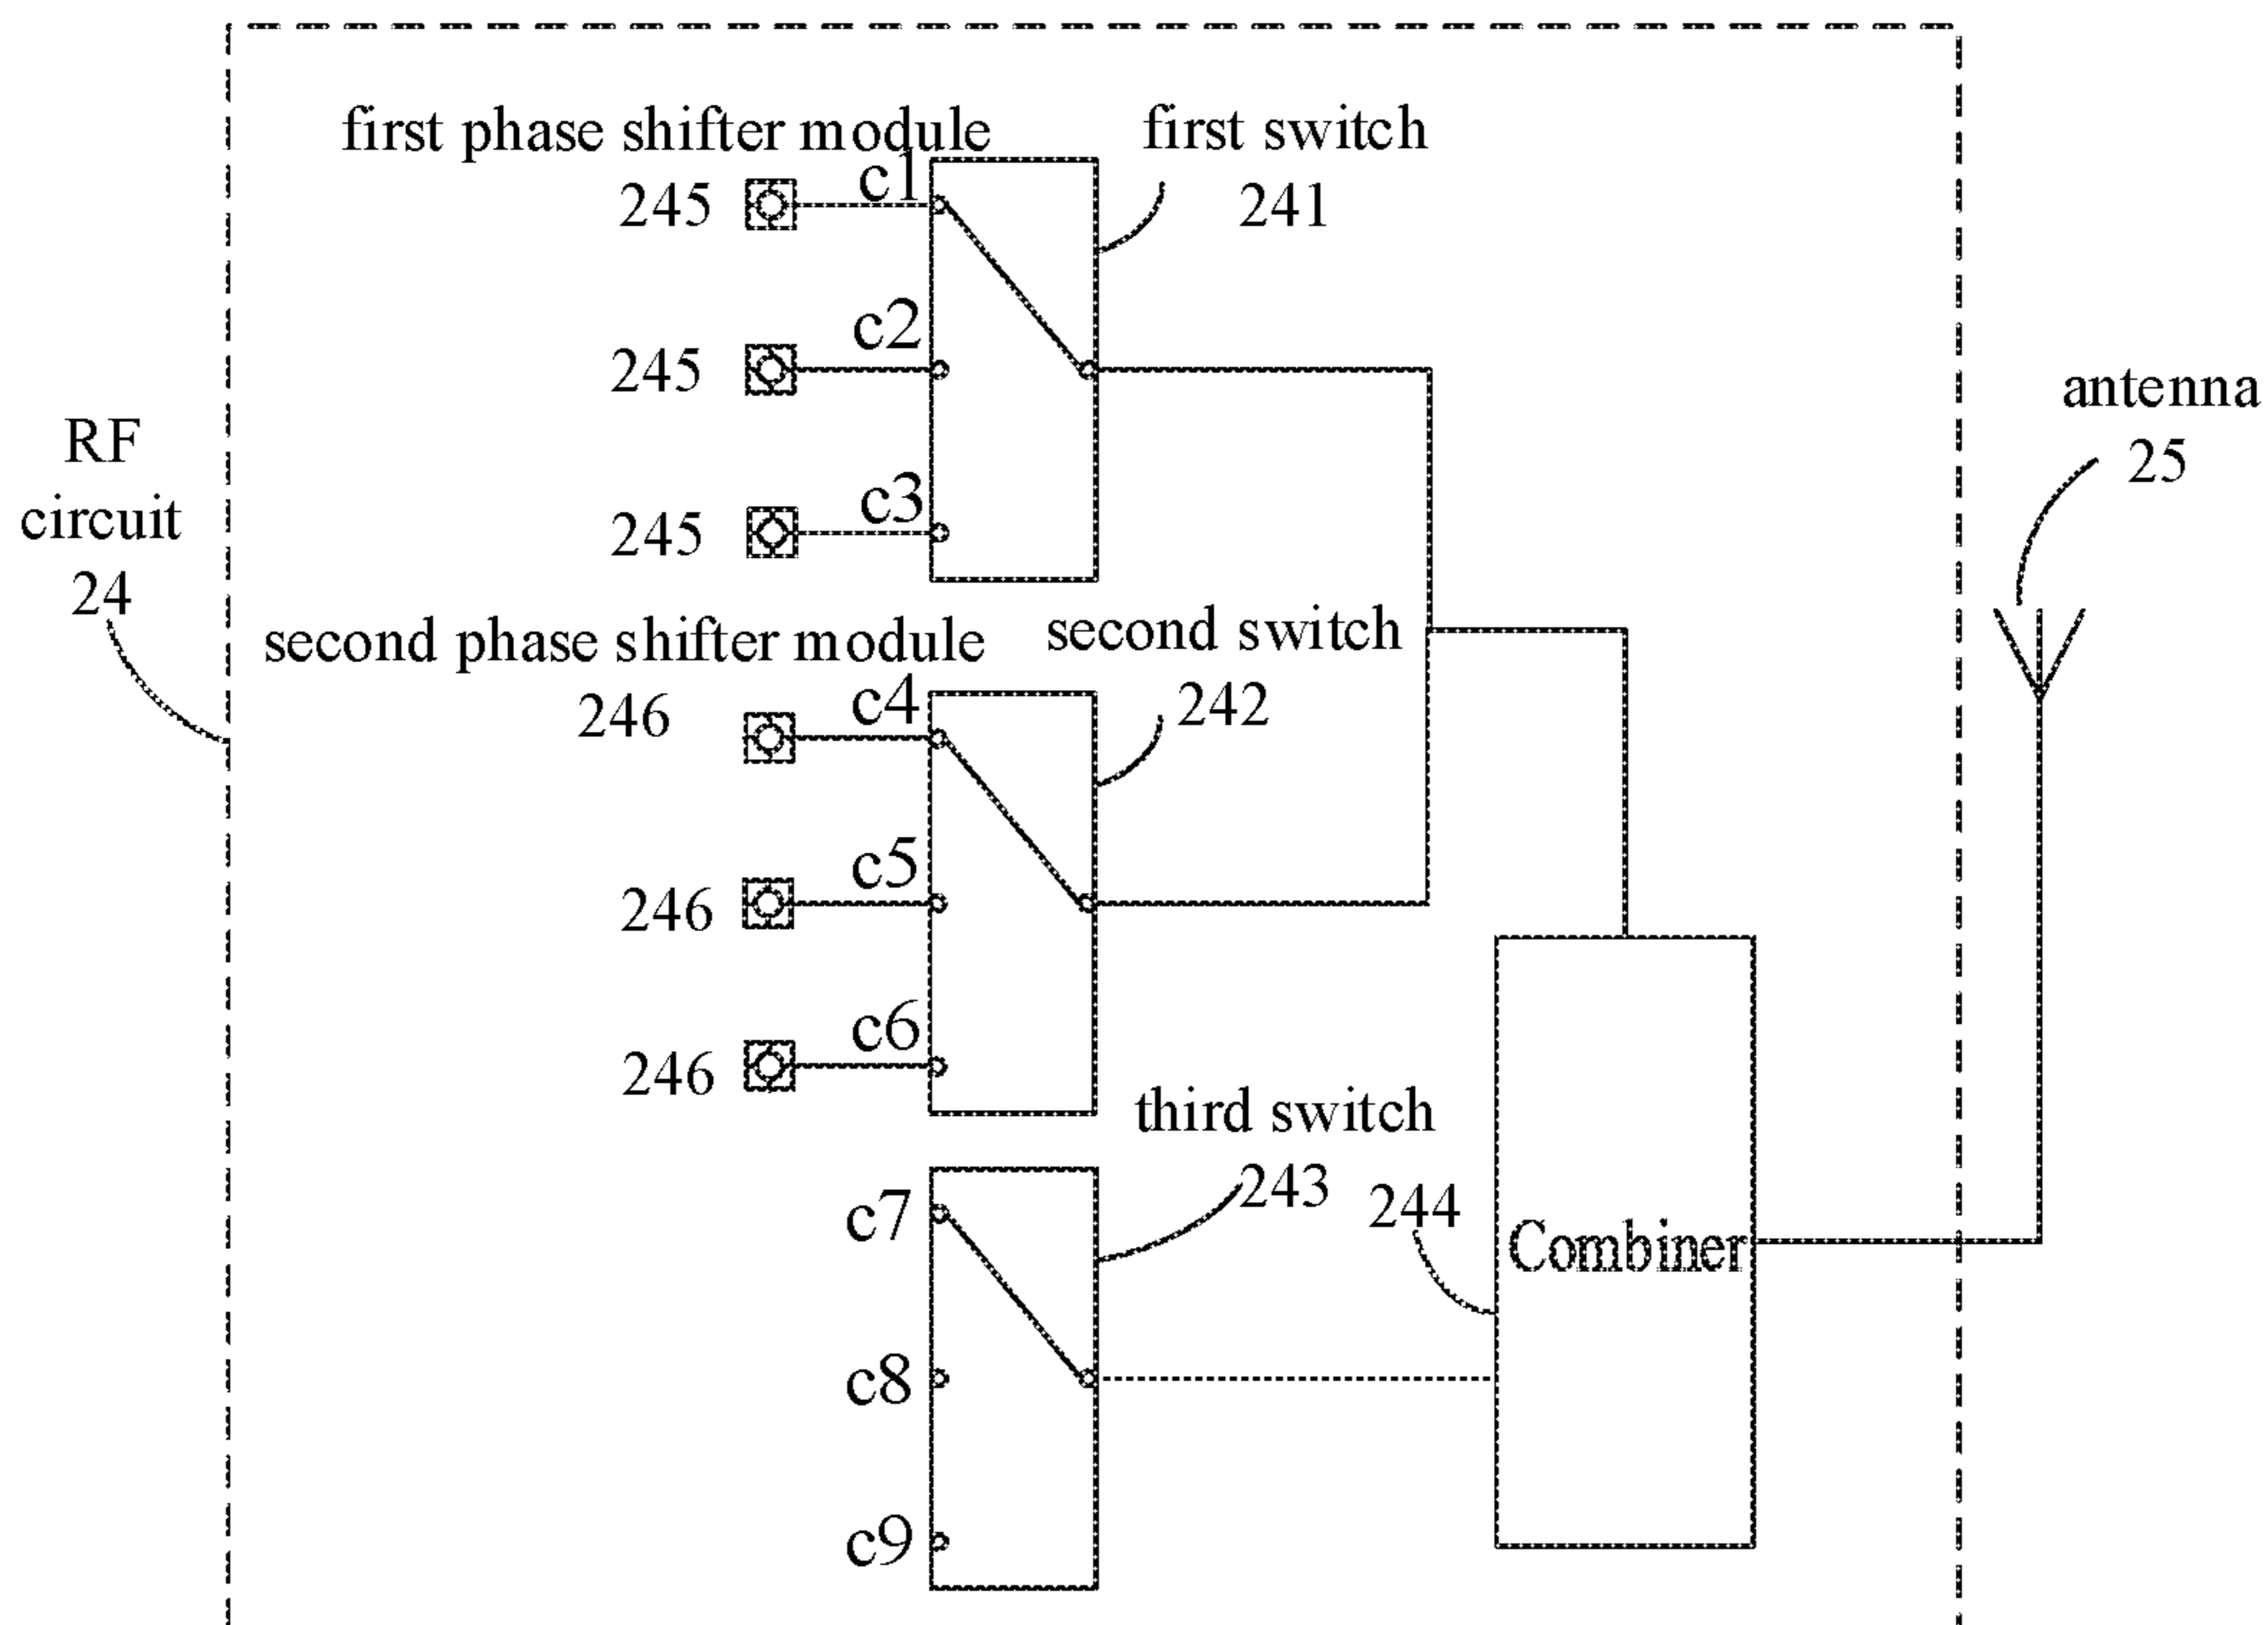 first phase shifter module
first switch
c1
245
241
c2
245
antenna
25
RF
circuit
24
c3
245
second phase shifter module
second switch
c4
246
242
c5
246
c6
246
third switch
243
c7
244
Combiner
c8
c9